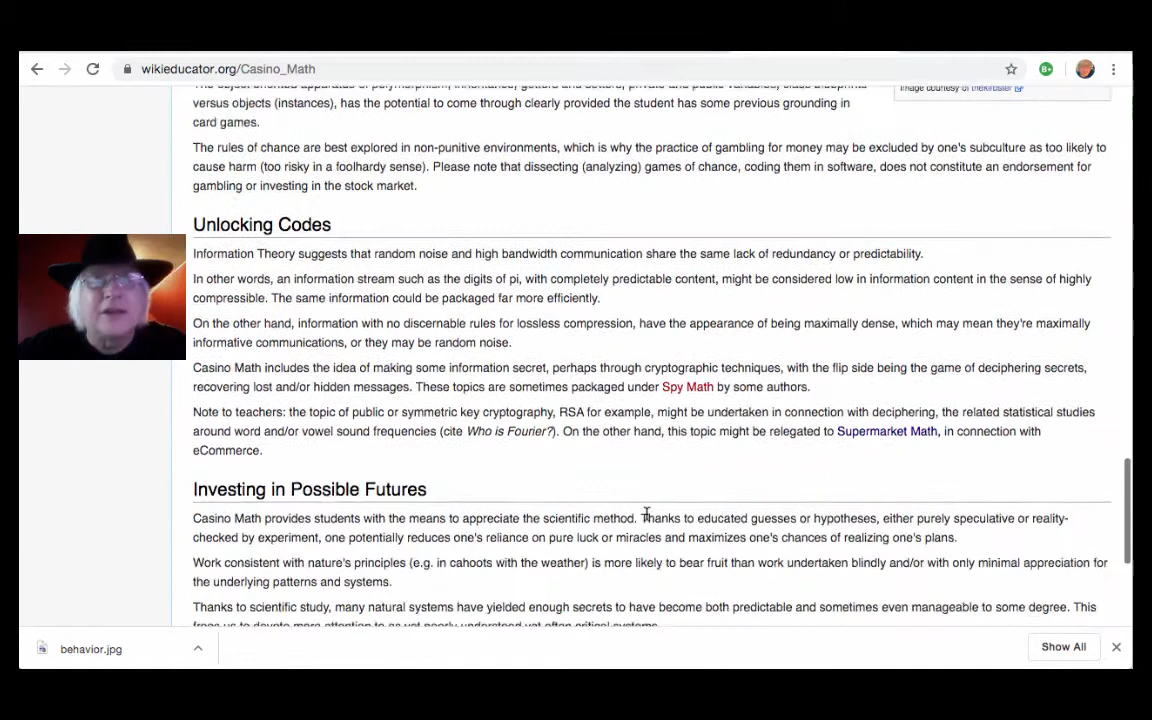 wikieducator.org/Casino_Math
The object oriented apparatus of polymorphism, inheritance, getters and setters, private and public variables, class blueprints
versus objects (instances), has the potential to come through clearly provided the student has some previous grounding in
card games.
Image courtesy of thekirbster
The rules of chance are best explored in non-punitive environments, which is why the practice of gambling for money may be excluded by one's subculture as too likely to
cause harm (too risky in a foolhardy sense). Please note that dissecting (analyzing) games of chance, coding them in software, does not constitute an endorsement for
gambling or investing in the stock market.
Unlocking Codes
Information Theory suggests that random noise and high bandwidth communication share the same lack of redundancy or predictability.
In other words, an information stream such as the digits of pi, with completely predictable content, might be considered low in information content in the sense of highly
compressible. The same information could be packaged far more efficiently.
On the other hand, information with no discernable rules for lossless compression, have the appearance of being maximally dense, which may mean they're maximally
informative communications, or they may be random noise.
Casino Math includes the idea of making some information secret, perhaps through cryptographic techniques, with the flip side being the game of deciphering secrets,
recovering lost and/or hidden messages. These topics are sometimes packaged under Spy Math by some authors.
Note to teachers: the topic of public or symmetric key cryptography, RSA for example, might be undertaken in connection with deciphering, the related statistical studies
around word and/or vowel sound frequencies (cite Who is Fourier?). On the other hand, this topic might be relegated to Supermarket Math, in connection with
eCommerce.
Investing in Possible Futures
Casino Math provides students with the means to appreciate the scientific method. Thanks to educated guesses or hypotheses, either purely speculative or reality-
checked by experiment, one potentially reduces one's reliance on pure luck or miracles and maximizes one's chances of realizing one's plans.
Work consistent with nature's principles (e.g. in cahoots with the weather) is more likely to bear fruit than work undertaken blindly and/or with only minimal appreciation for
the underlying patterns and systems.
Thanks to scientific study, many natural systems have yielded enough secrets to have become both predictable and sometimes even manageable to some degree. This
frees us to devote more attention to as yet poorly understood yet often critical systems.
behavior.jpg
Show All